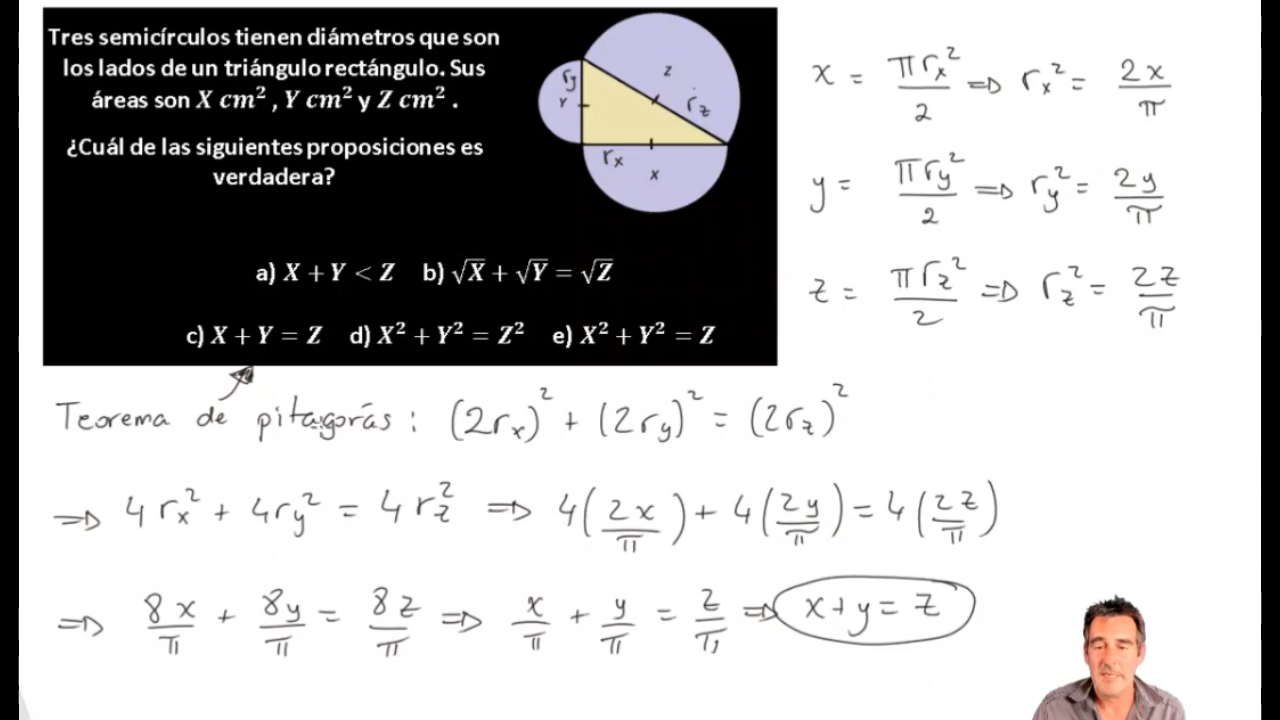 Tres semicírculos tienen diámetros que son
los lados de un triángulo rectángulo. Sus
áreas son X cm², Y cm² y Z cm².
¿Cuál de las siguientes proposiciones es
verdadera?
a) X + Y < Z b) √X + √Y = √Z
c) X + Y = Z d) X² + Y² = Z² e) X² + Y² = Z
z
ry
Y
rz
rx
x
x = πrx²/2 ⇒ rx² = 2x/π
y = πry²/2 ⇒ ry² = 2y/π
z = πrz²/2 ⇒ rz² = 2z/π
Teorema de pitagorás: (2rx)² + (2ry)² = (2rz)²
⇒ 4rx² + 4ry² = 4rz² ⇒ 4(2x/π) + 4(2y/π) = 4(2z/π)
⇒ 8x/π + 8y/π = 8z/π ⇒ x/π + y/π = z/π ⇒ x+y=z